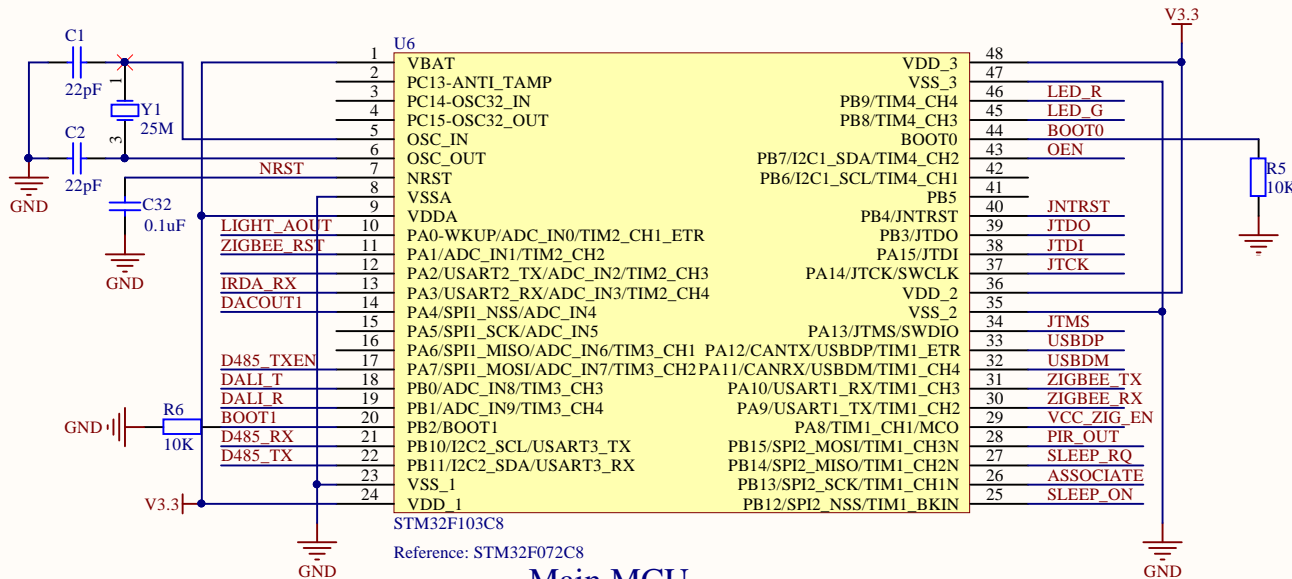 V3.3
C1
22pF
1
Y1
25M
3
C2
22pF
GND
NRST
C32
0.1uF
GND
LIGHT_AOUT
ZIGBEE_RST
IRDA_RX
DACOUT1
D485_TXEN
DALI_T
DALI_R
BOOT1
D485_RX
D485_TX
GND
R6
10K
V3.3
GND
U6
1 VBAT
2 PC13-ANTI_TAMP
3 PC14-OSC32_IN
4 PC15-OSC32_OUT
5 OSC_IN
6 OSC_OUT
7 NRST
8 VSSA
9 VDDA
10 PA0-WKUP/ADC_IN0/TIM2_CH1_ETR
11 PA1/ADC_IN1/TIM2_CH2
12 PA2/USART2_TX/ADC_IN2/TIM2_CH3
13 PA3/USART2_RX/ADC_IN3/TIM2_CH4
14 PA4/SPI1_NSS/ADC_IN4
15 PA5/SPI1_SCK/ADC_IN5
16 PA6/SPI1_MISO/ADC_IN6/TIM3_CH1
17 PA7/SPI1_MOSI/ADC_IN7/TIM3_CH2
18 PB0/ADC_IN8/TIM3_CH3
19 PB1/ADC_IN9/TIM3_CH4
20 PB2/BOOT1
21 PB10/I2C2_SCL/USART3_TX
22 PB11/I2C2_SDA/USART3_RX
23 VSS_1
24 VDD_1
VDD_3 48
VSS_3 47
PB9/TIM4_CH4 46 LED_R
PB8/TIM4_CH3 45 LED_G
BOOT0 44 BOOT0
PB7/I2C1_SDA/TIM4_CH2 43 OEN
PB6/I2C1_SCL/TIM4_CH1 42
PB5 41
PB4/JNTRST 40 JNTRST
PB3/JTDO 39 JTDO
PA15/JTDI 38 JTDI
PA14/JTCK/SWCLK 37 JTCK
VDD_2 36
VSS_2 35
PA13/JTMS/SWDIO 34 JTMS
PA12/CANTX/USBDP/TIM1_ETR 33 USBDP
PA11/CANRX/USBDM/TIM1_CH4 32 USBDM
PA10/USART1_RX/TIM1_CH3 31 ZIGBEE_TX
PA9/USART1_TX/TIM1_CH2 30 ZIGBEE_RX
PA8/TIM1_CH1/MCO 29 VCC_ZIG_EN
PB15/SPI2_MOSI/TIM1_CH3N 28 PIR_OUT
PB14/SPI2_MISO/TIM1_CH2N 27 SLEEP_RQ
PB13/SPI2_SCK/TIM1_CH1N 26 ASSOCIATE
PB12/SPI2_NSS/TIM1_BKIN 25 SLEEP_ON
R5
10K
GND
STM32F103C8
Reference: STM32F072C8
Main MCU